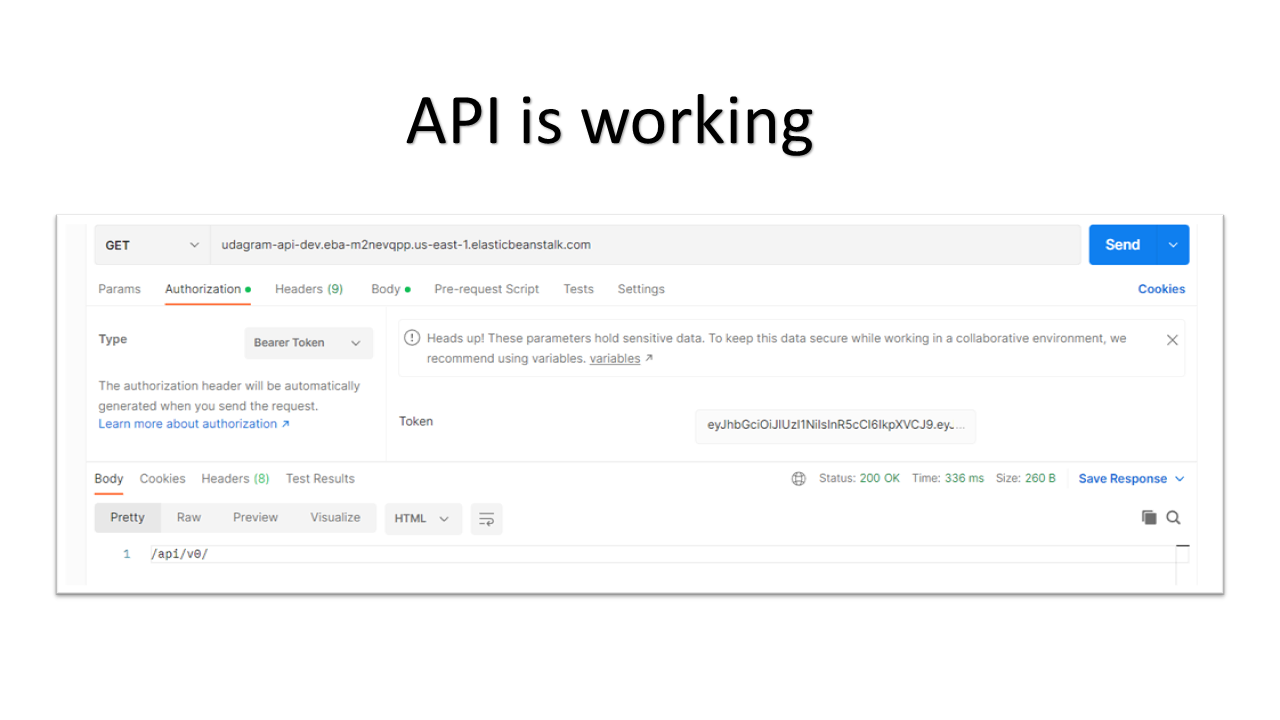 API is working
GET udagram-api-dev.eba-m2nevqpp.us-east-1.elasticbeanstalk.com Send
Params Authorization Headers (9) Body Pre-request Script Tests Settings Cookies
Type Bearer Token
Heads up! These parameters hold sensitive data. To keep this data secure while working in a collaborative environment, we
recommend using variables. variables ↗
The authorization header will be automatically
generated when you send the request.
Learn more about authorization ↗
Token eyJhbGciOiJIUzI1NiIsInR5cCI6IkpXVCJ9.ey...
Body Cookies Headers (8) Test Results Status: 200 OK Time: 336 ms Size: 260 B Save Response
Pretty Raw Preview Visualize HTML
1 /api/v0/